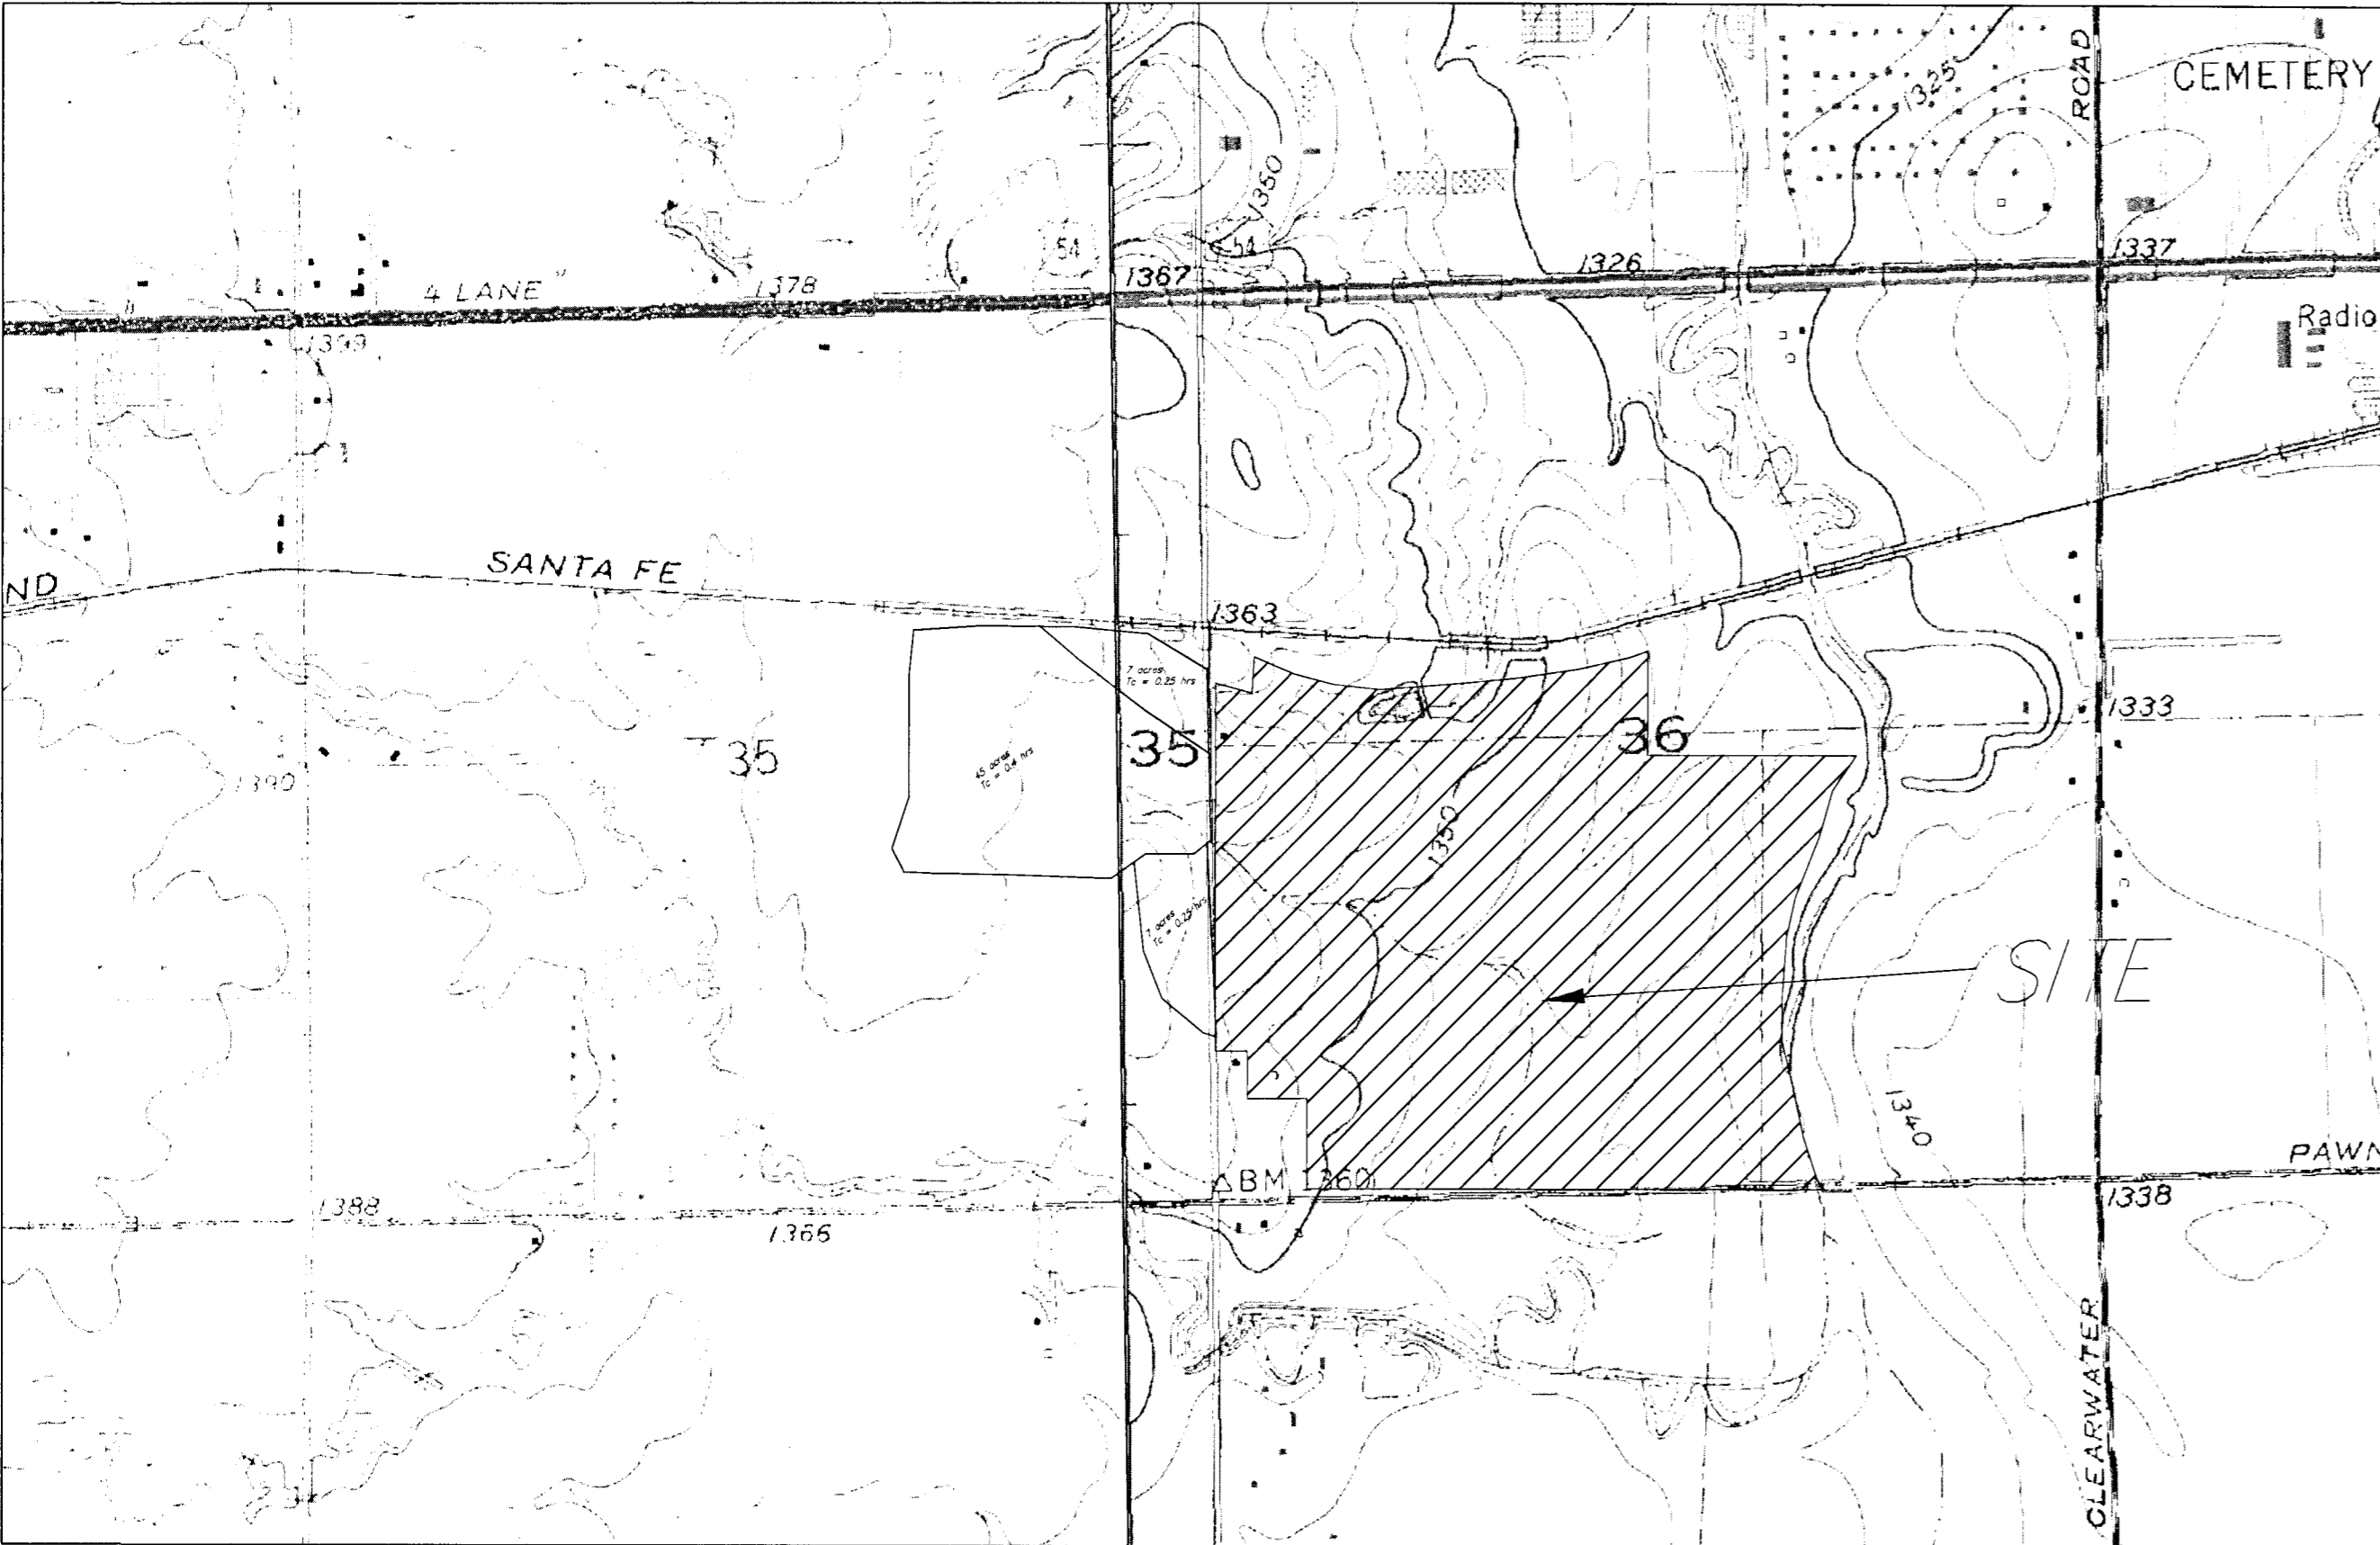 ROAD
CEMETERY
1325
1350
54
54
1367
1326
1337
4 LANE
1378
Radio
1399
SANTA FE
ND
1363
7 acres
Tc = 0.25 hrs
1333
35
35
36
45 acres
Tc = 0.4 hrs
1390
1350
7 acres
Tc = 0.25 hrs
SITE
1340
PAWN
△BM 1360
1388
1366
1338
CLEARWATER